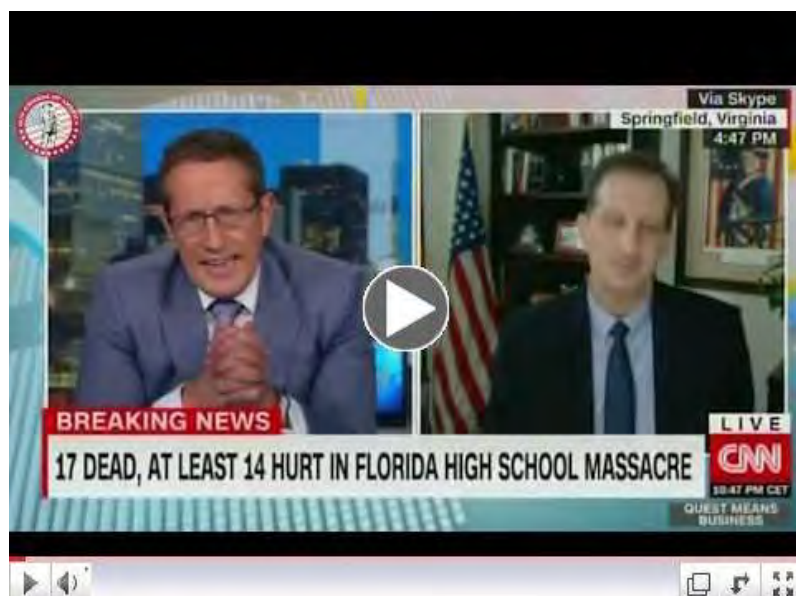 Via Skype
Springfield, Virginia
4:47 PM
BREAKING NEWS
17 DEAD, AT LEAST 14 HURT IN FLORIDA HIGH SCHOOL MASSACRE
LIVE
CNN
10:47 PM CET
QUEST MEANS
BUSINESS